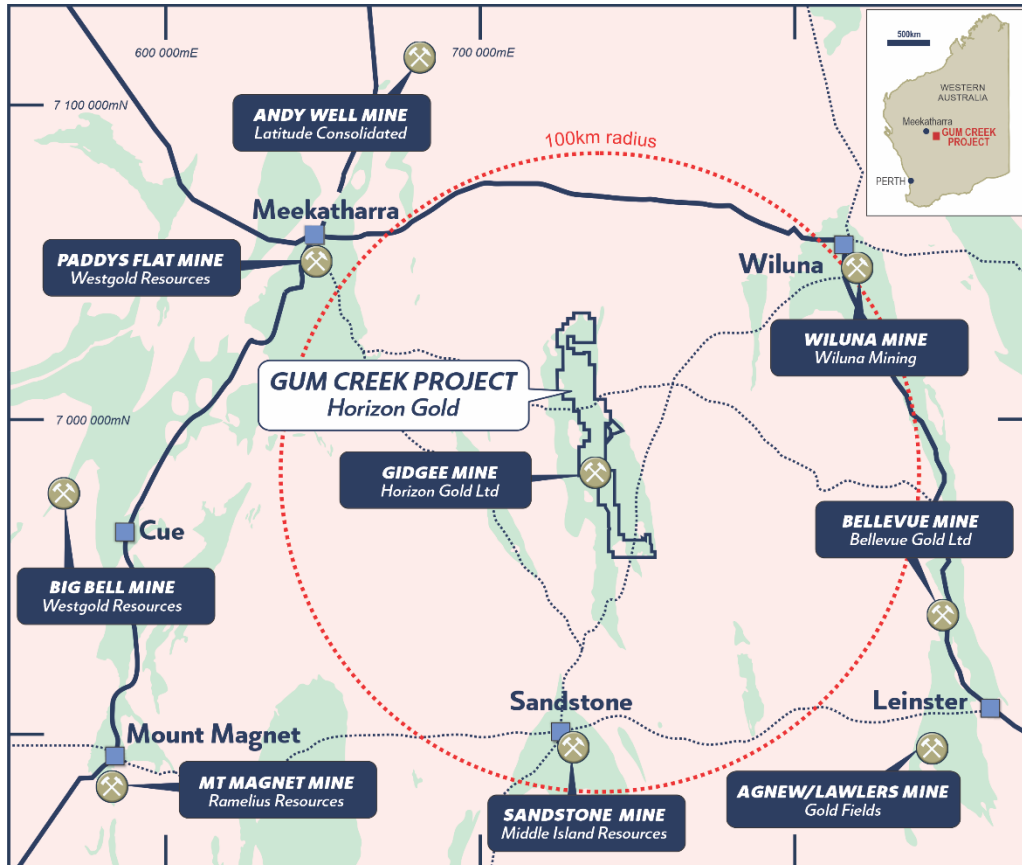 600 000mE
700 000mE
7 100 000mN
7 000 000mN
500km
WESTERN
AUSTRALIA
Meekatharra
GUM CREEK
PROJECT
PERTH
ANDY WELL MINE
Latitude Consolidated
100km radius
Meekatharra
PADDYS FLAT MINE
Westgold Resources
Wiluna
WILUNA MINE
Wiluna Mining
GUM CREEK PROJECT
Horizon Gold
GIDGEE MINE
Horizon Gold Ltd
Cue
BIG BELL MINE
Westgold Resources
BELLEVUE MINE
Bellevue Gold Ltd
Sandstone
Leinster
Mount Magnet
MT MAGNET MINE
Ramelius Resources
SANDSTONE MINE
Middle Island Resources
AGNEW/LAWLERS MINE
Gold Fields